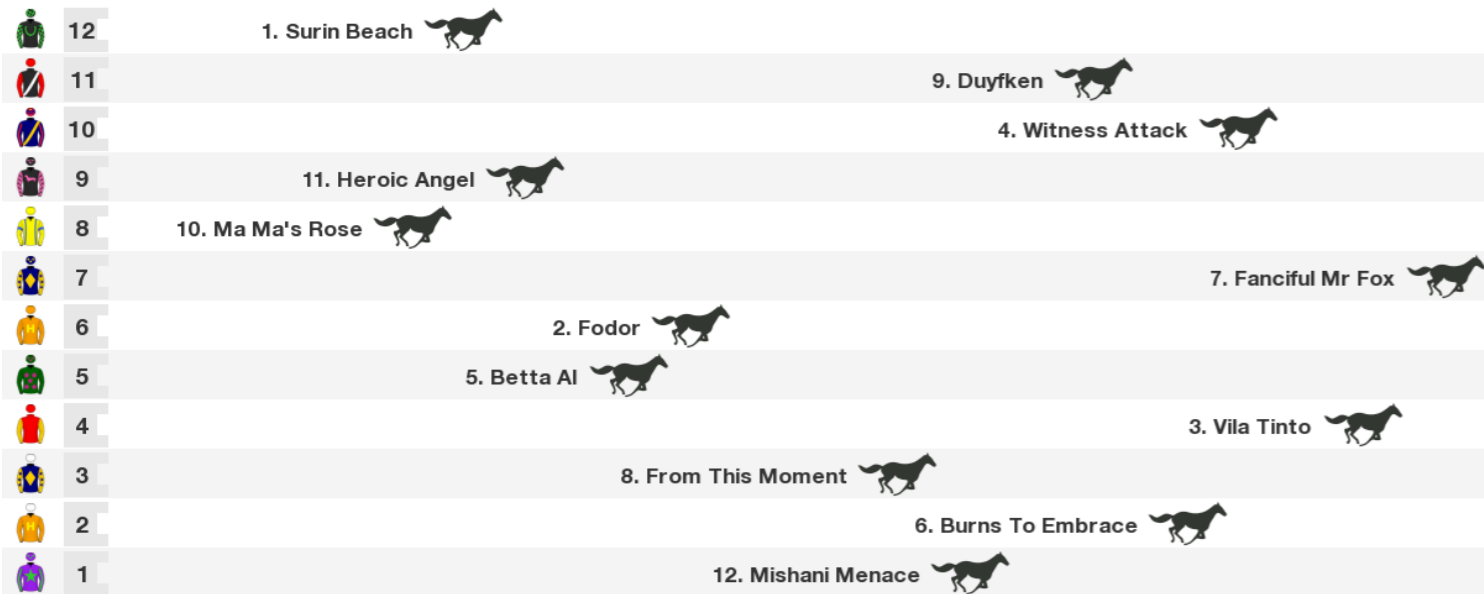 12 1. Surin Beach
11 9. Duyfken
10 4. Witness Attack
9 11. Heroic Angel
8 10. Ma Ma's Rose
7 7. Fanciful Mr Fox
6 2. Fodor
5 5. Betta Al
4 3. Vila Tinto
3 8. From This Moment
2 6. Burns To Embrace
1 12. Mishani Menace